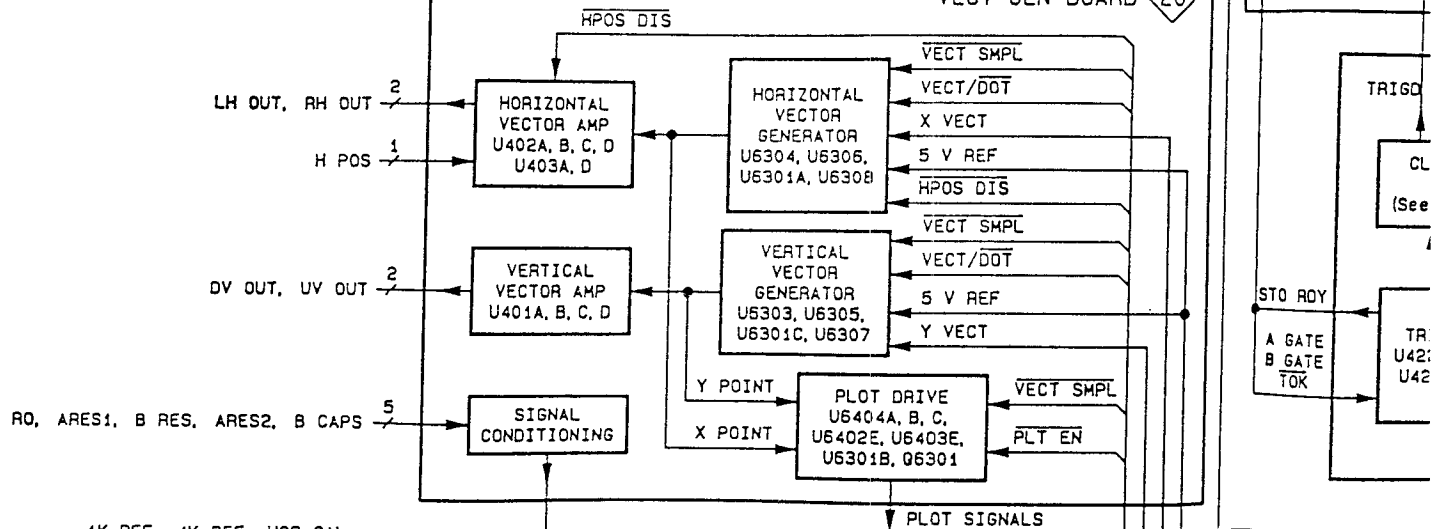 VECT GEN BOARD 20
HPOS DIS
LH OUT, RH OUT 2
H POS 1
HORIZONTAL
VECTOR AMP
U402A, B, C, D
U403A, D
HORIZONTAL
VECTOR
GENERATOR
U6304, U6306,
U6301A, U6308
VECT SMPL
VECT/DOT
X VECT
5 V REF
HPOS DIS
DV OUT, UV OUT 2
VERTICAL
VECTOR AMP
U401A, B, C, D
VERTICAL
VECTOR
GENERATOR
U6303, U6305,
U6301C, U6307
VECT SMPL
VECT/DOT
5 V REF
Y VECT
RO, ARES1, B RES, ARES2, B CAPS 5
SIGNAL
CONDITIONING
Y POINT
X POINT
PLOT DRIVE
U6404A, B, C,
U6402E, U6403E,
U6301B, Q6301
VECT SMPL
PLT EN
PLOT SIGNALS
TRIGD
CL
(See
STO RDY
A GATE
B GATE
TOK
TR
U42
U42